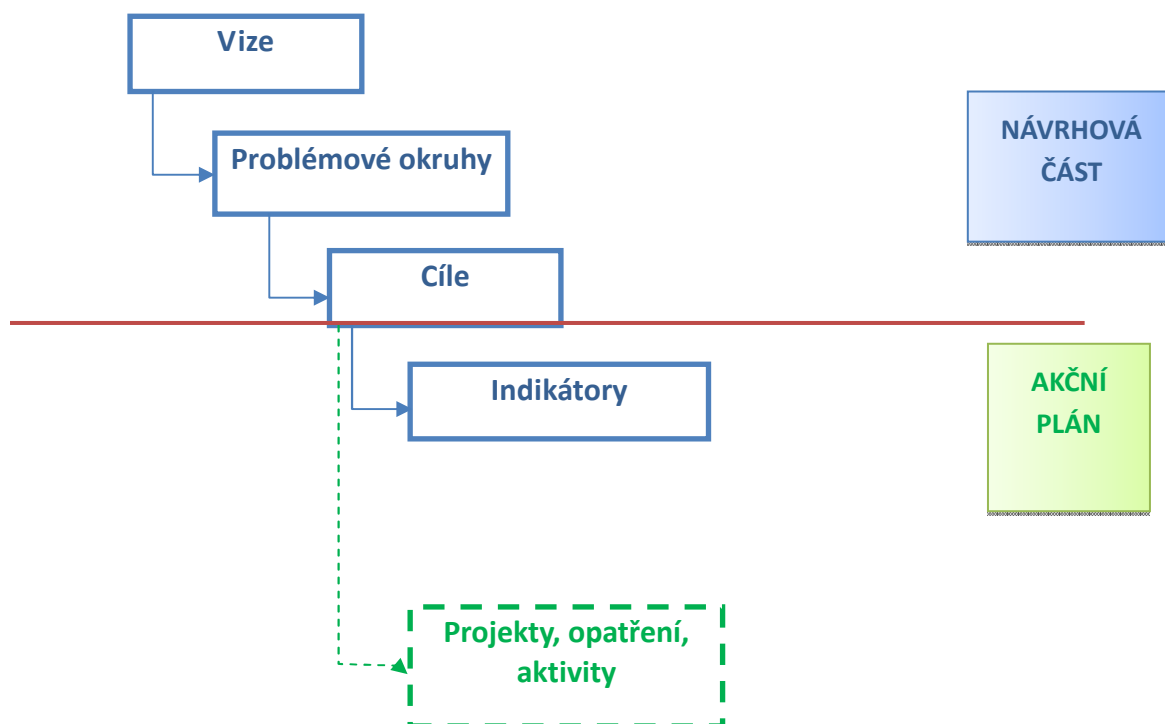 Vize
NÁVRHOVÁ
ČÁST
Problémové okruhy
Cíle
AKČNÍ
PLÁN
Indikátory
Projekty, opatření,
aktivity